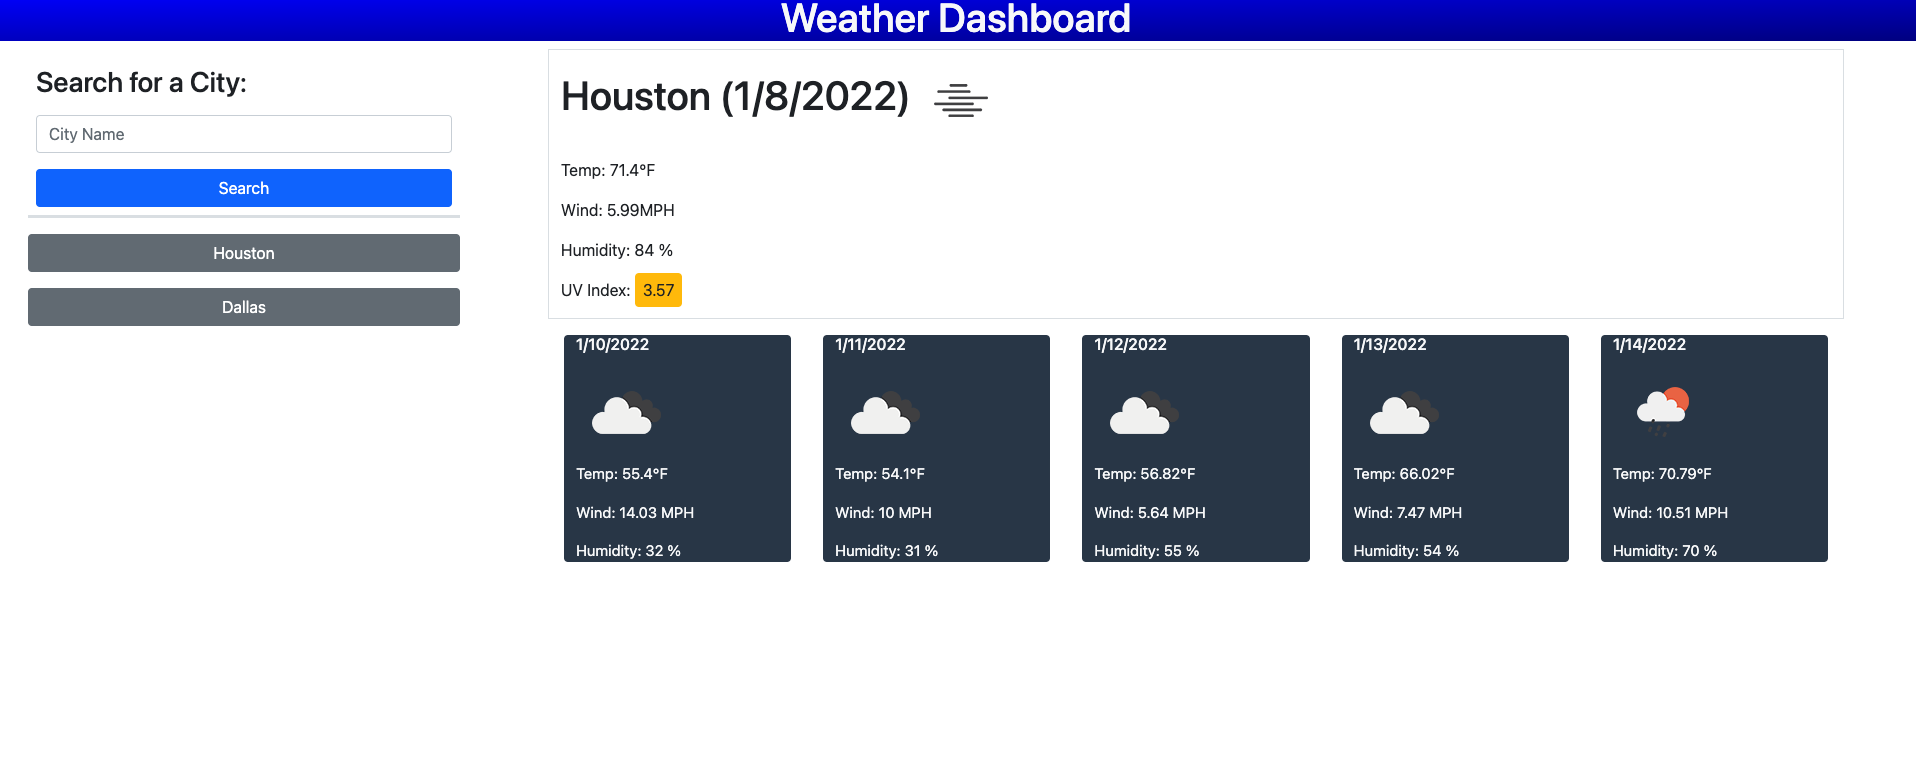 Weather Dashboard
Search for a City:
City Name
Search
Houston
Dallas
Houston (1/8/2022)
Temp: 71.4°F
Wind: 5.99MPH
Humidity: 84 %
UV Index: 3.57
1/10/2022
Temp: 55.4°F
Wind: 14.03 MPH
Humidity: 32 %
1/11/2022
Temp: 54.1°F
Wind: 10 MPH
Humidity: 31 %
1/12/2022
Temp: 56.82°F
Wind: 5.64 MPH
Humidity: 55 %
1/13/2022
Temp: 66.02°F
Wind: 7.47 MPH
Humidity: 54 %
1/14/2022
Temp: 70.79°F
Wind: 10.51 MPH
Humidity: 70 %